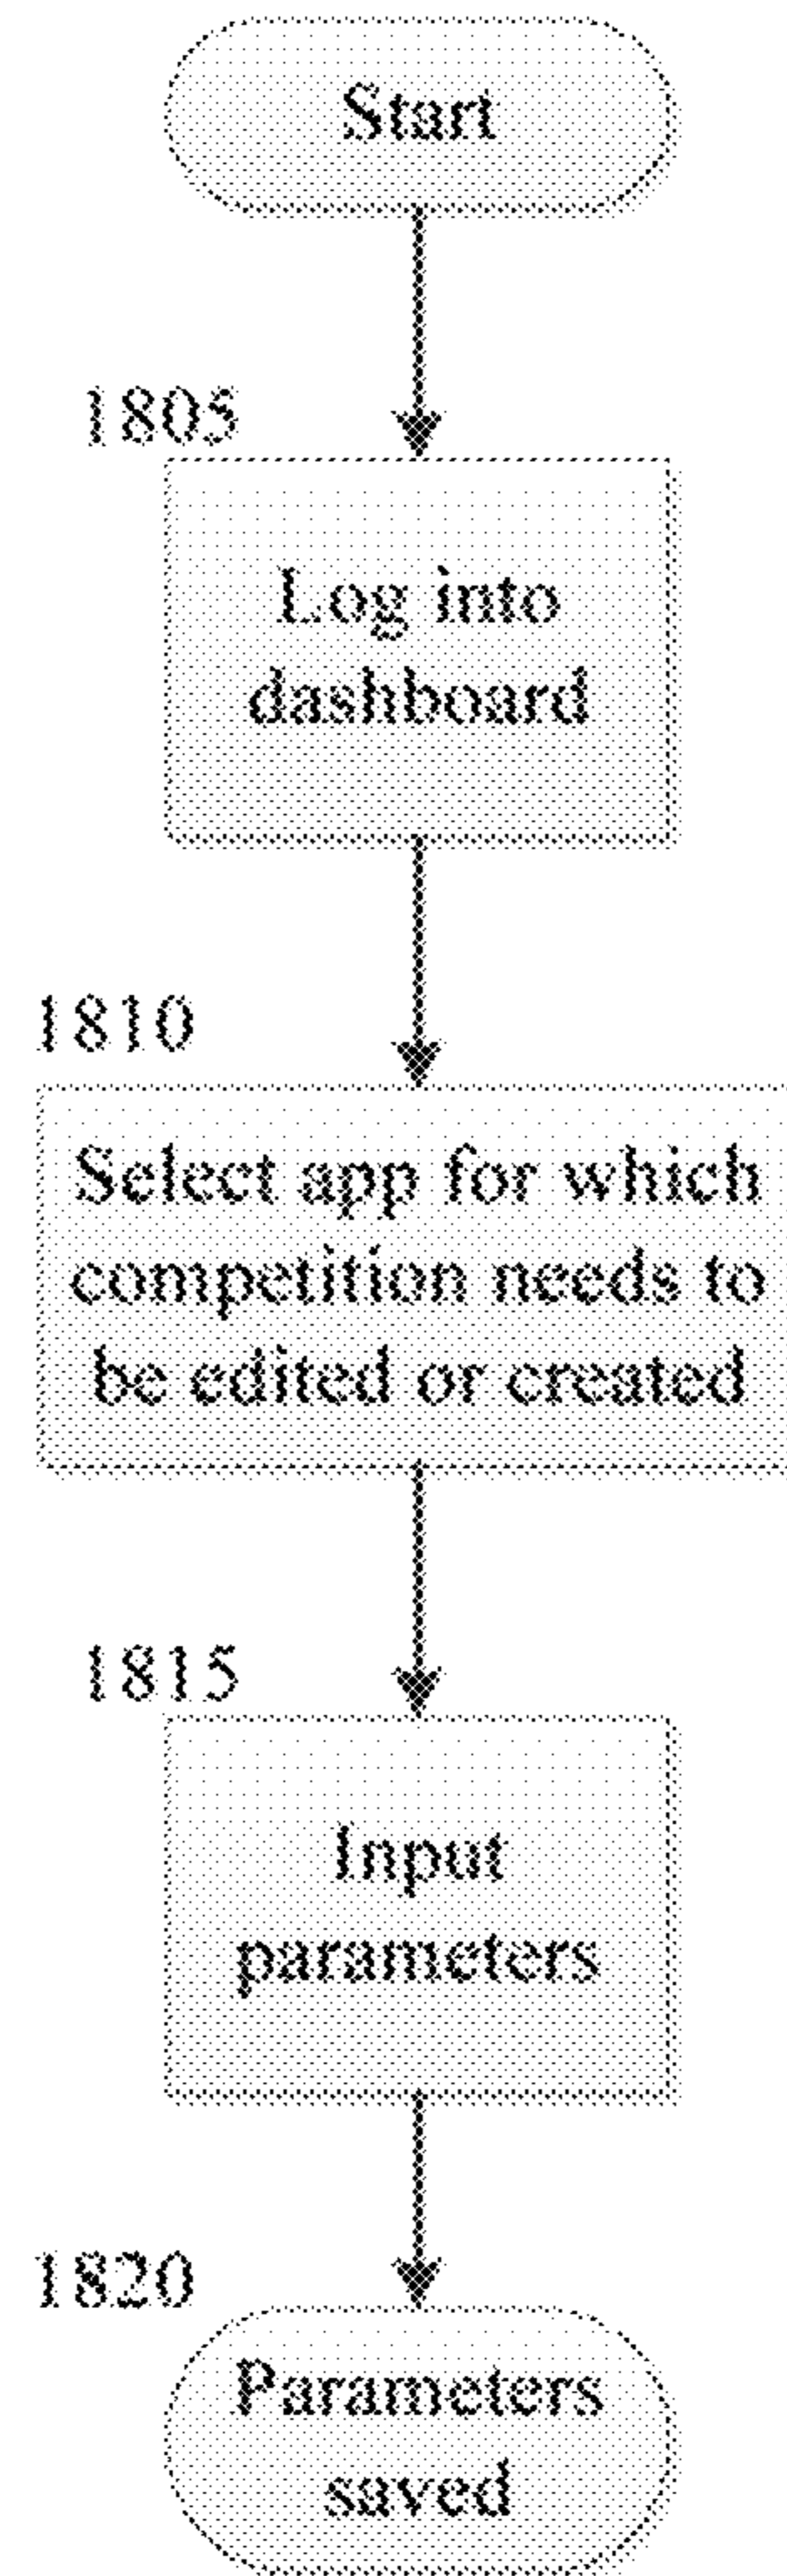 Start
1805
Log into
dashboard
1810
Select app for which
competition needs to
be edited or created
1815
Input
parameters
1820
Parameters
saved